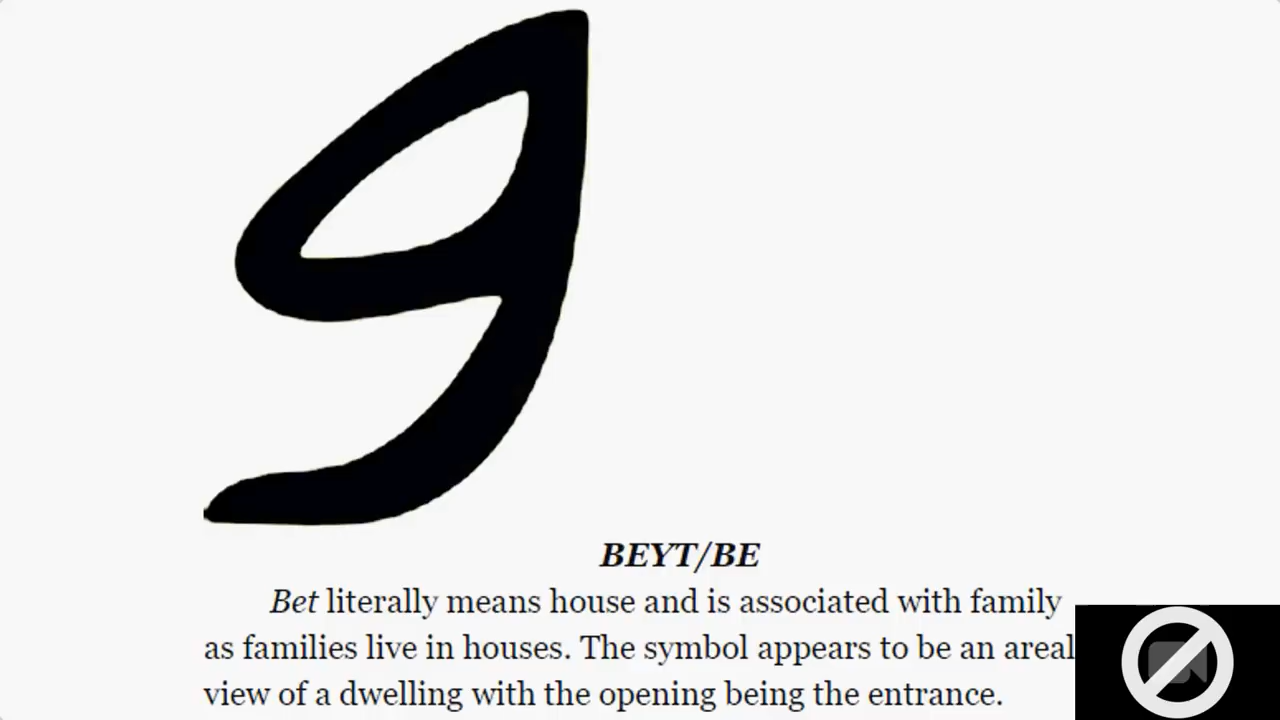 𐤁
BEYT/BE
Bet literally means house and is associated with family
as families live in houses. The symbol appears to be an areal
view of a dwelling with the opening being the entrance.